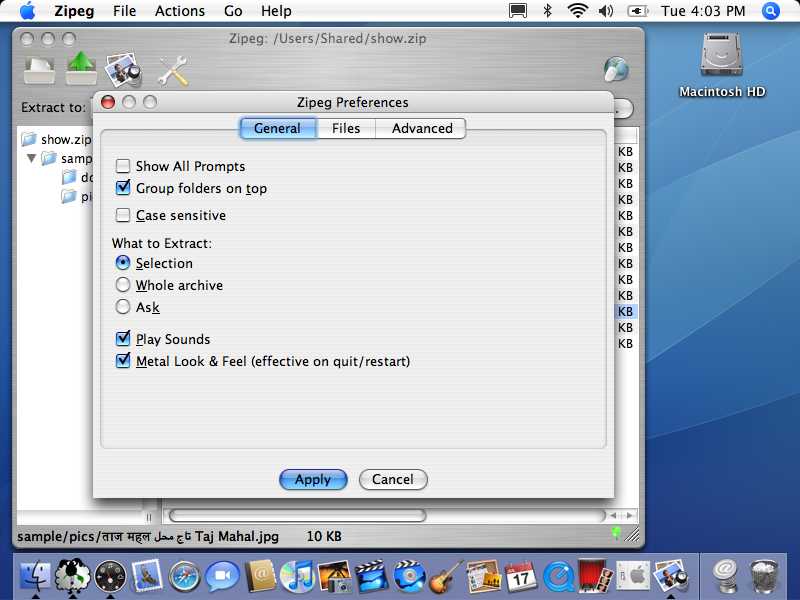 Zipeg File Actions Go Help Tue 4:03 PM
Zipeg: /Users/Shared/show.zip
Macintosh HD
Extract to:
Zipeg Preferences
General Files Advanced
show.zip
samp
do
pi
Show All Prompts
Group folders on top
Case sensitive
What to Extract:
Selection
Whole archive
Ask
Play Sounds
Metal Look & Feel (effective on quit/restart)
KB
KB
KB
KB
KB
KB
KB
KB
KB
KB
KB
KB
KB
Apply Cancel
sample/pics/ताज महल تاج محل Taj Mahal.jpg 10 KB
17